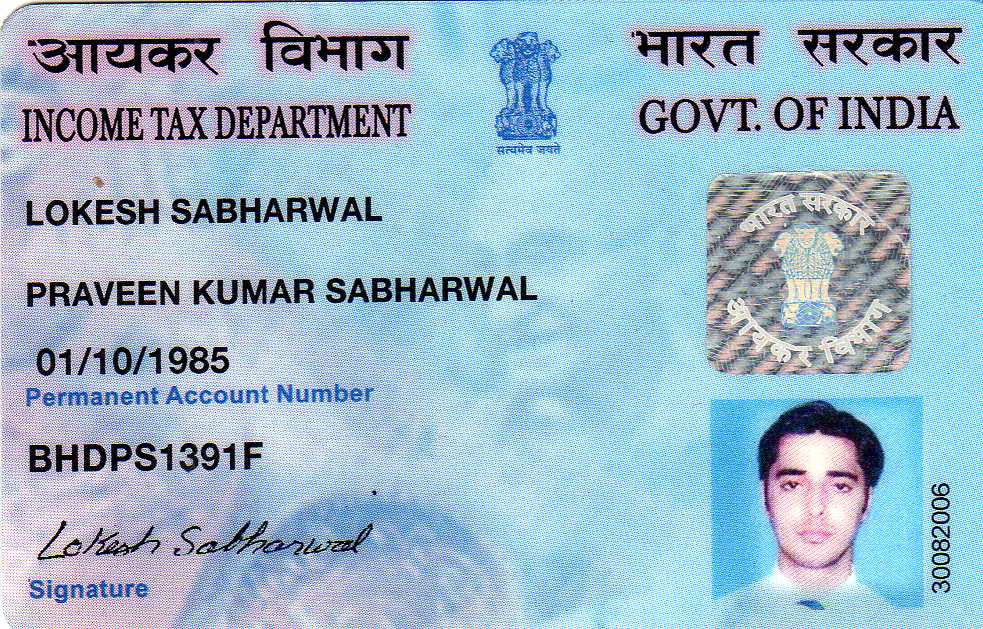 आयकर विभाग
INCOME TAX DEPARTMENT
सत्यमेव जयते
भारत सरकार
GOVT. OF INDIA
LOKESH SABHARWAL
PRAVEEN KUMAR SABHARWAL
01/10/1985
Permanent Account Number
BHDPS1391F
Lokesh Sabharwal
Signature
भारत सरकार
आयकर विभाग
30082006